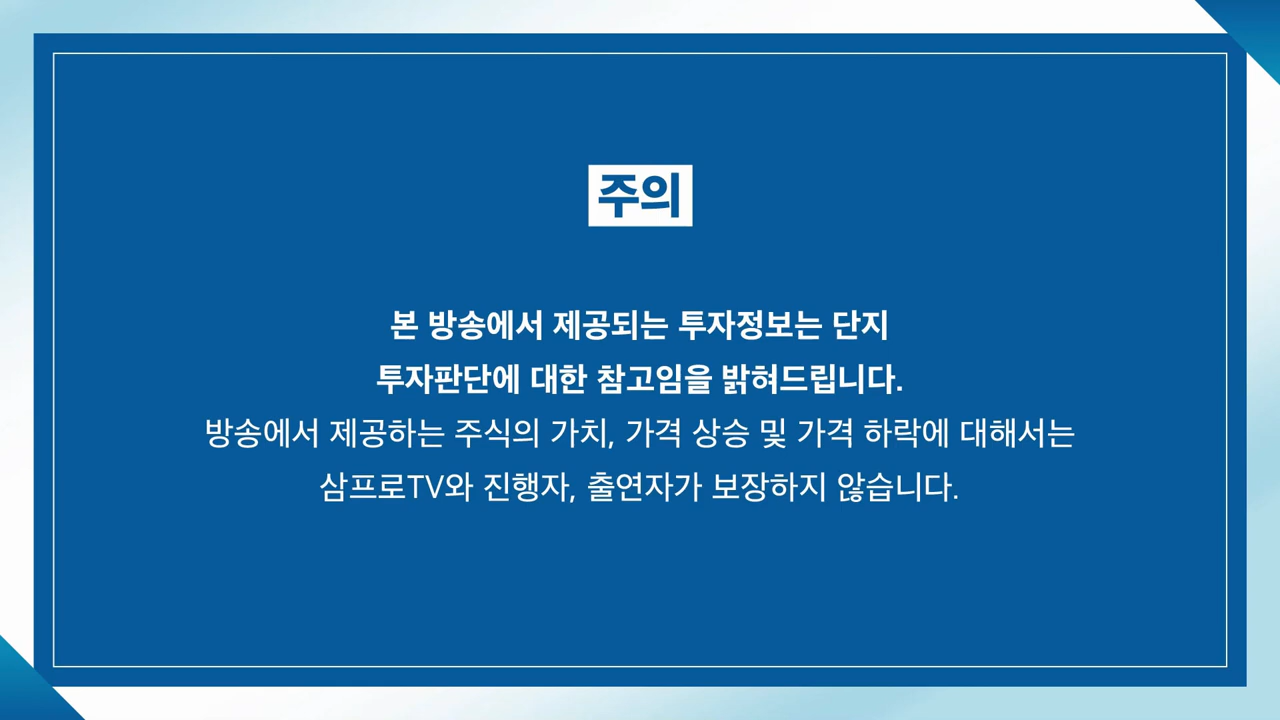 주의
본 방송에서 제공되는 투자정보는 단지
투자판단에 대한 참고임을 밝혀드립니다.
방송에서 제공하는 주식의 가치, 가격 상승 및 가격 하락에 대해서는
삼프로TV와 진행자, 출연자가 보장하지 않습니다.